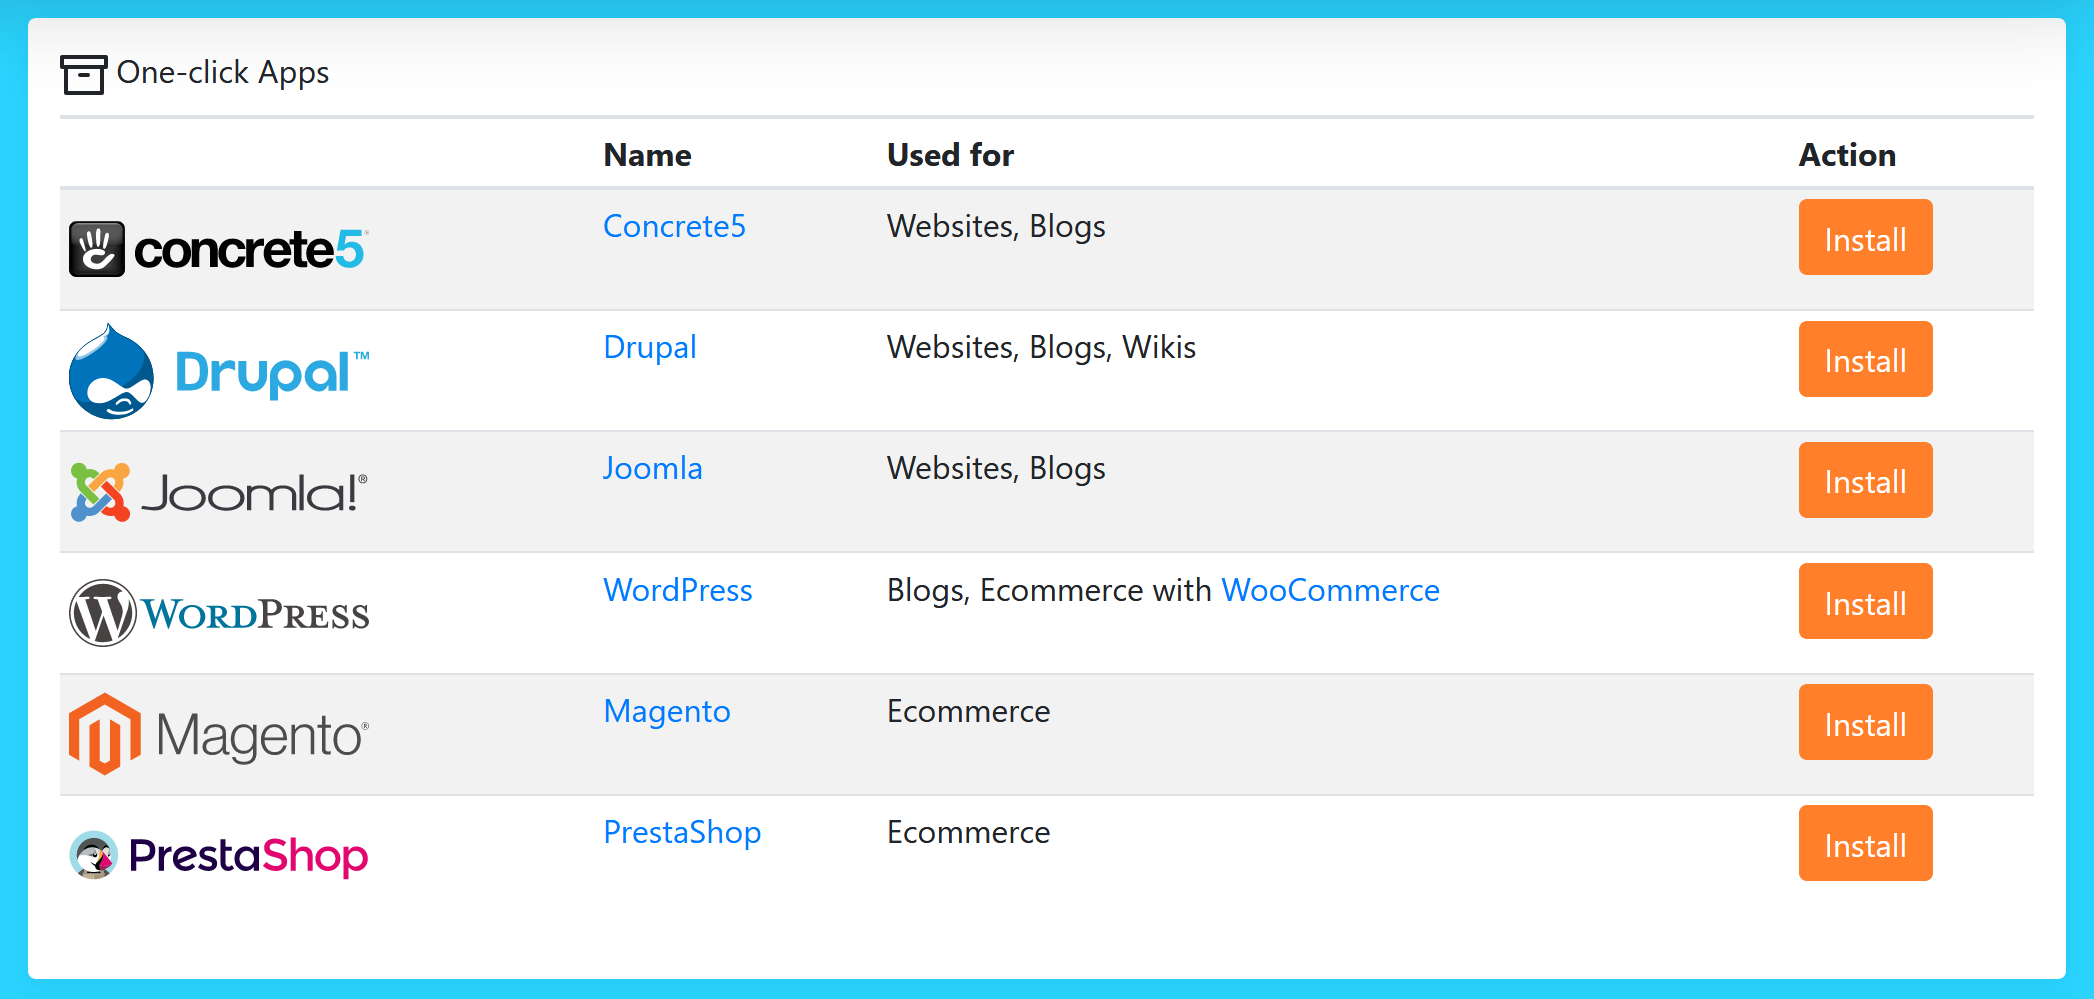 One-click Apps
Name Used for Action
concrete5® Concrete5 Websites, Blogs Install
Drupal™ Drupal Websites, Blogs, Wikis Install
Joomla!® Joomla Websites, Blogs Install
WORDPRESS WordPress Blogs, Ecommerce with WooCommerce Install
Magento® Magento Ecommerce Install
PrestaShop PrestaShop Ecommerce Install